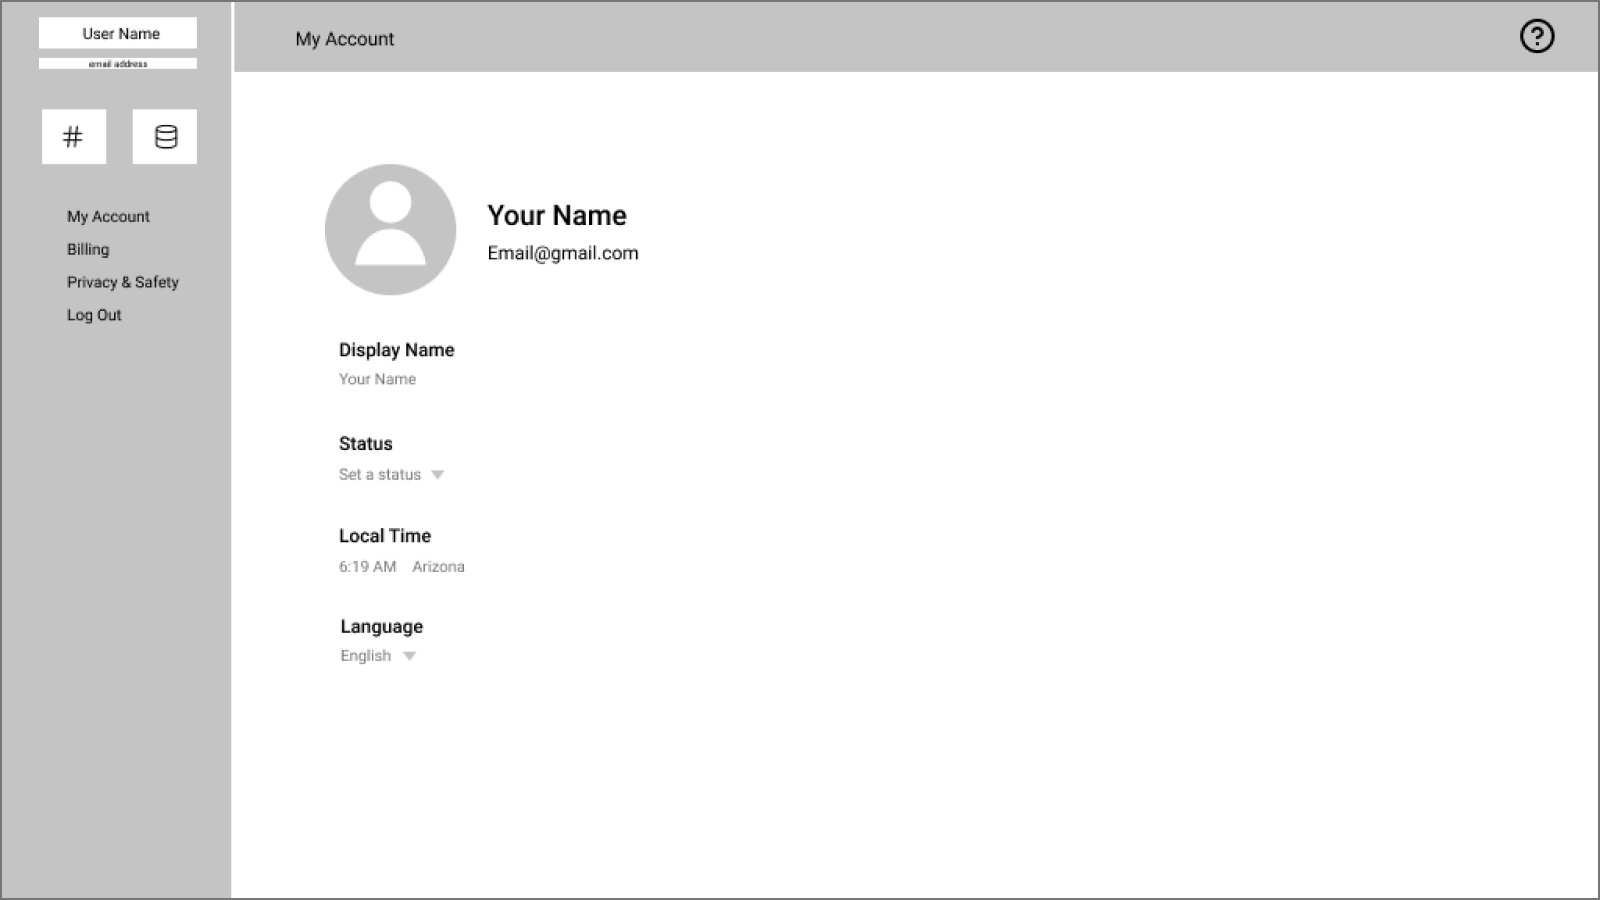 User Name
email address
My Account
Billing
Privacy & Safety
Log Out
My Account
Your Name
Email@gmail.com
Display Name
Your Name
Status
Set a status
Local Time
6:19 AM Arizona
Language
English